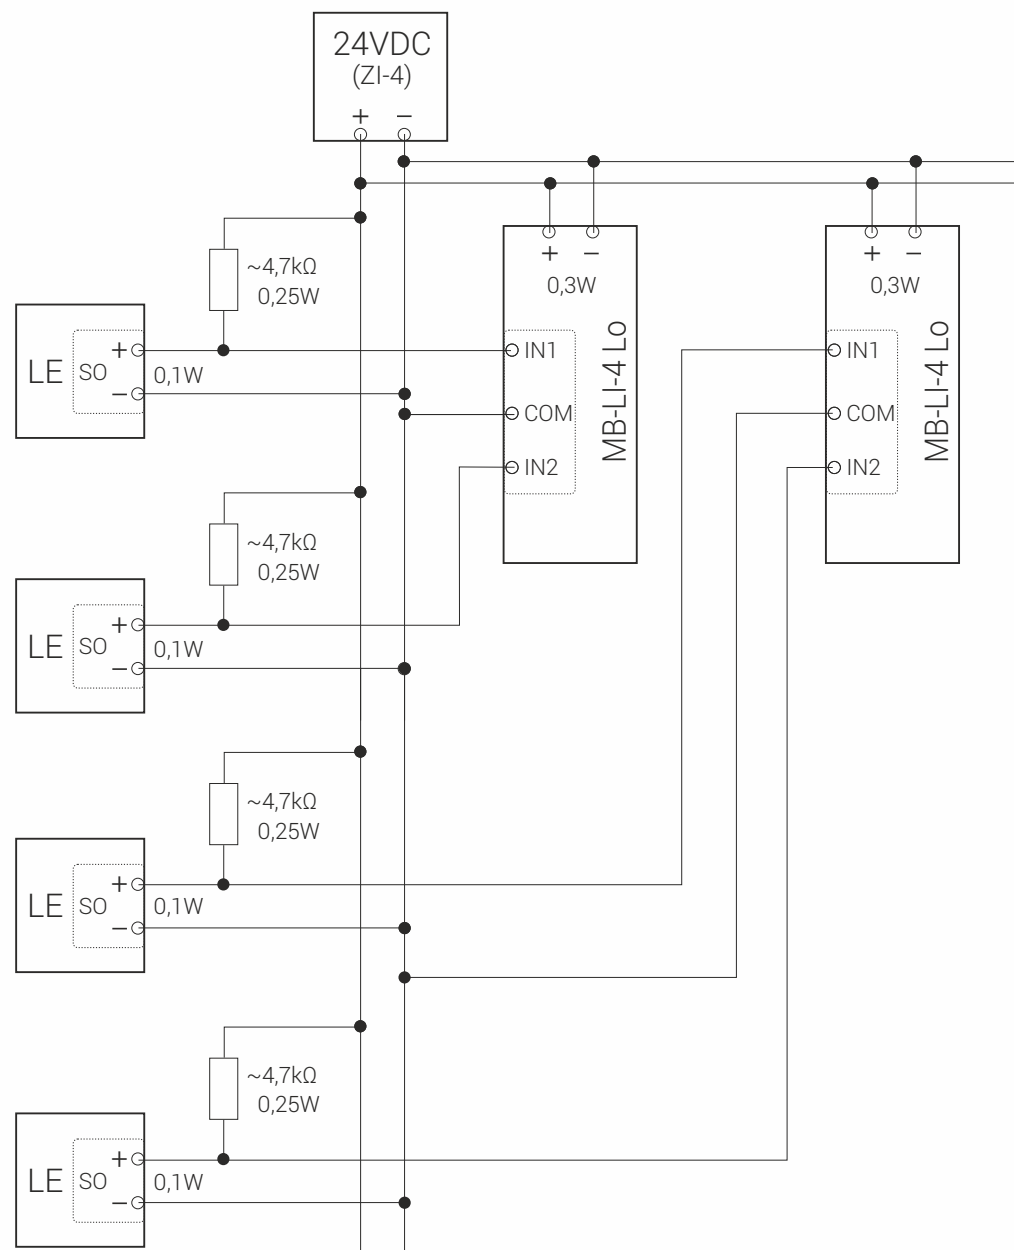 24VDC
(ZI-4)
+ −
+ −
0,3W
IN1
COM
IN2
MB-LI-4 Lo
+ −
0,3W
IN1
COM
IN2
MB-LI-4 Lo
~4,7kΩ
0,25W
LE SO + −
0,1W
~4,7kΩ
0,25W
LE SO + −
0,1W
~4,7kΩ
0,25W
LE SO + −
0,1W
~4,7kΩ
0,25W
LE SO + −
0,1W